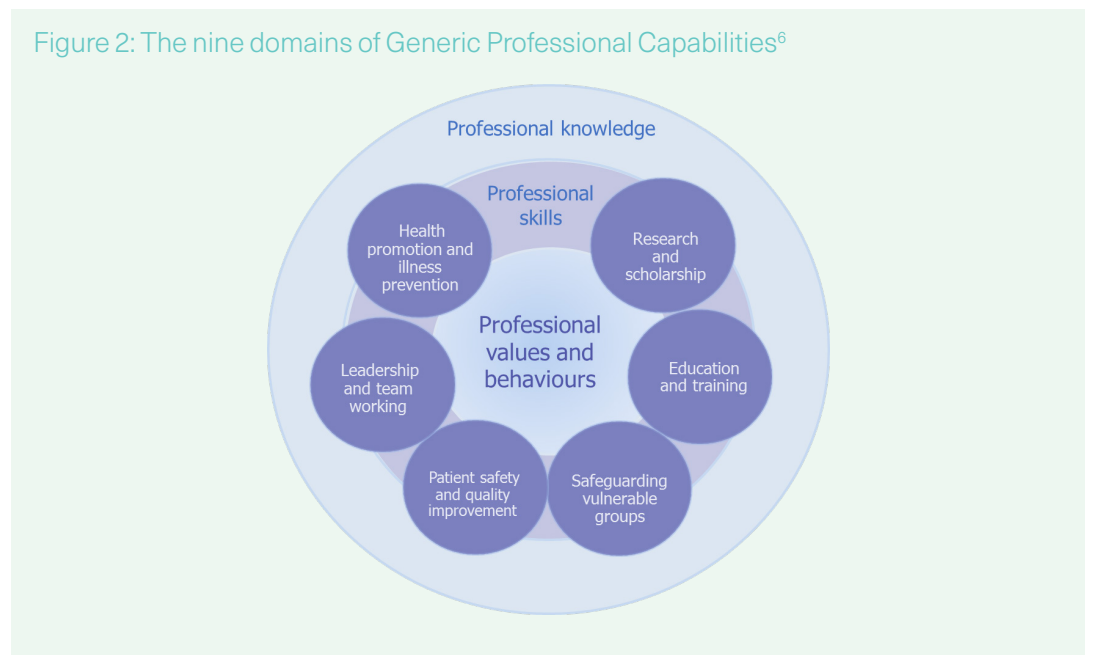 Figure 2: The nine domains of Generic Professional Capabilities⁶
Professional knowledge
Professional
skills
Health
promotion and
illness
prevention
Research
and
scholarship
Professional
values and
behaviours
Leadership
and team
working
Education
and training
Patient safety
and quality
improvement
Safeguarding
vulnerable
groups